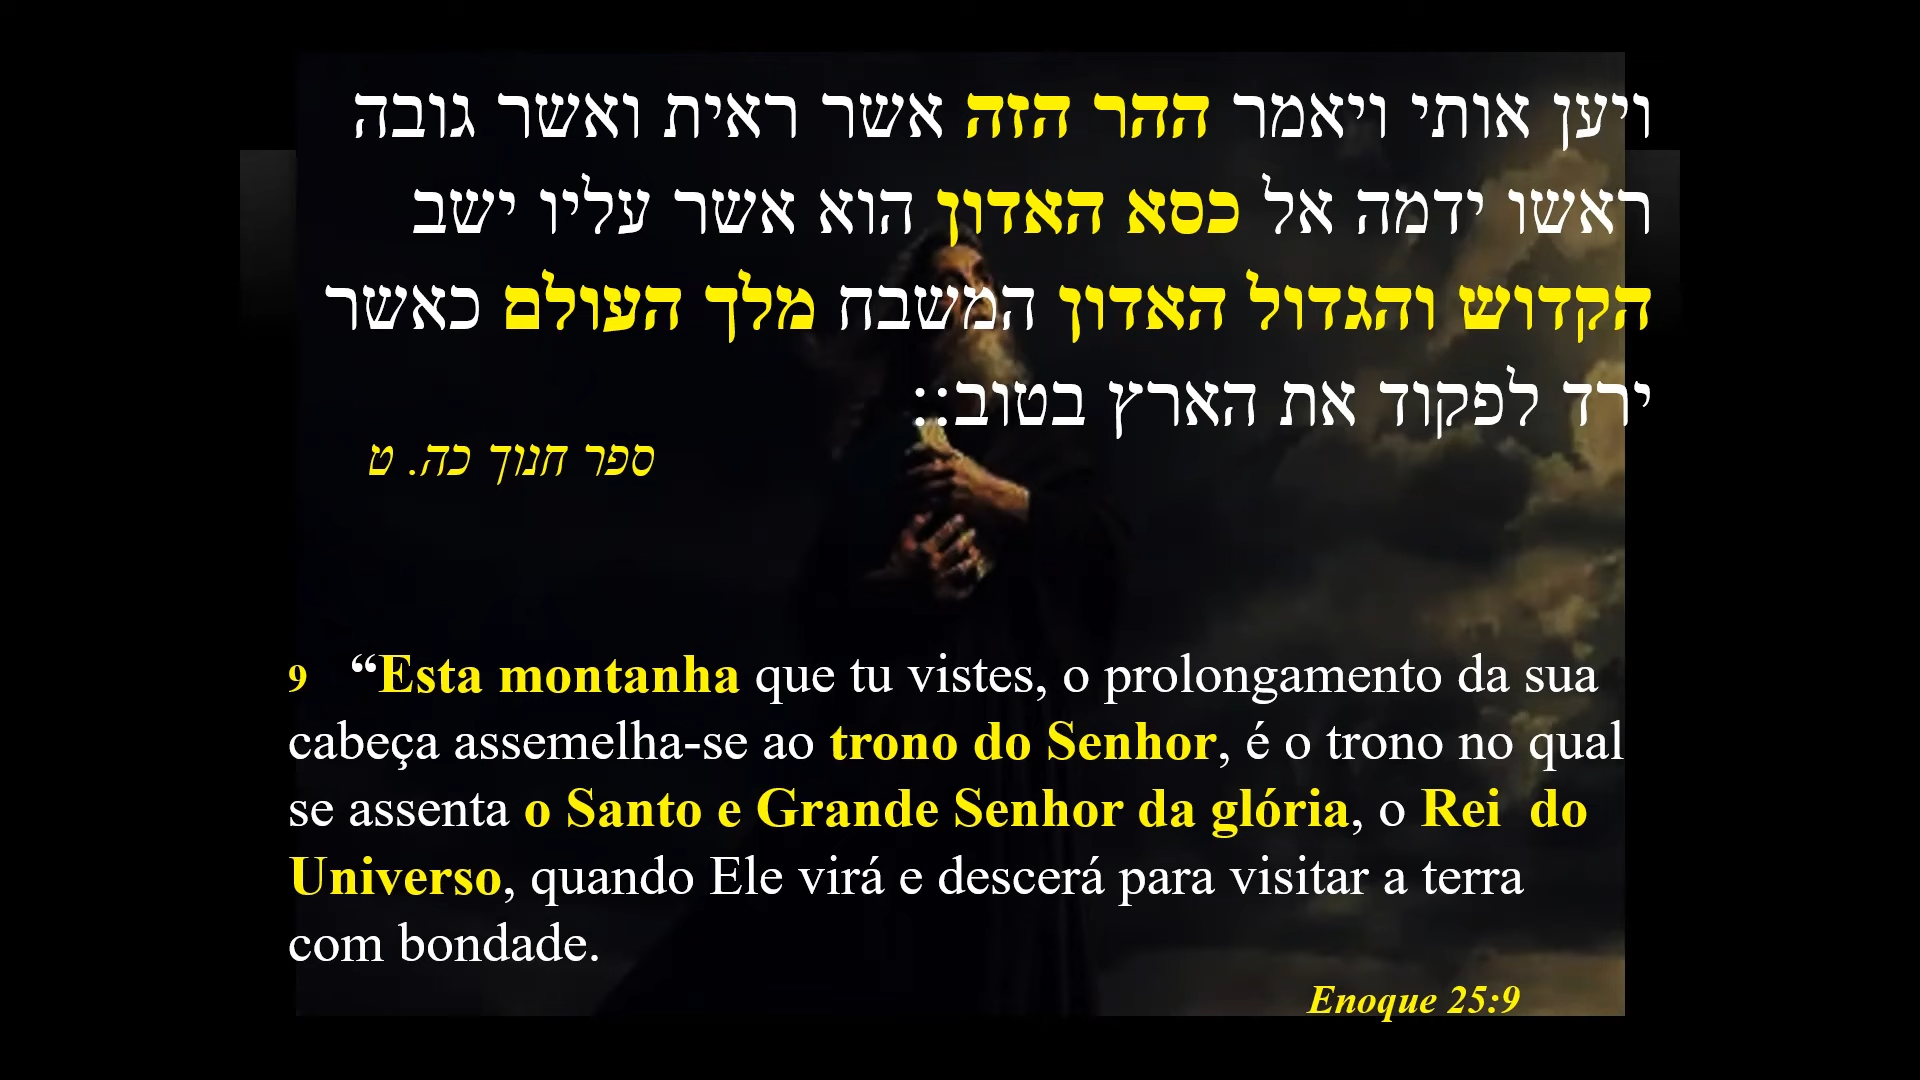 ויען אותי ויאמר ההר הזה אשר ראית ואשר גובה
ראשו ידמה אל כסא האדון הוא אשר עליו ישב
הקדוש והגדול האדון המשבח מלך העולם כאשר
ירד לפקוד את הארץ בטוב::
ספר חנוך כה. ט
9 “Esta montanha que tu vistes, o prolongamento da sua
cabeça assemelha-se ao trono do Senhor, é o trono no qual
se assenta o Santo e Grande Senhor da glória, o Rei do
Universo, quando Ele virá e descerá para visitar a terra
com bondade.
Enoque 25:9